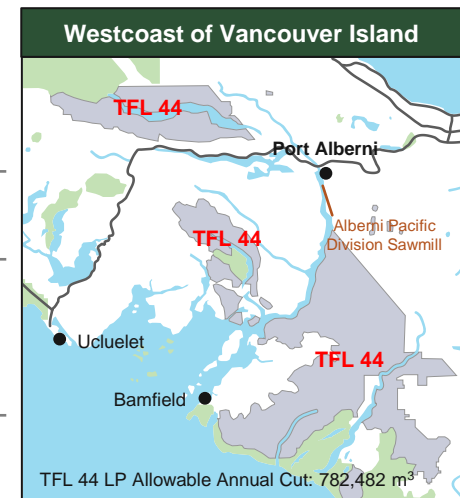 Westcoast of Vancouver Island
TFL 44
Port Alberni
Alberni Pacific
Division Sawmill
TFL 44
Ucluelet
TFL 44
Bamfield
TFL 44 LP Allowable Annual Cut: 782,482 m³